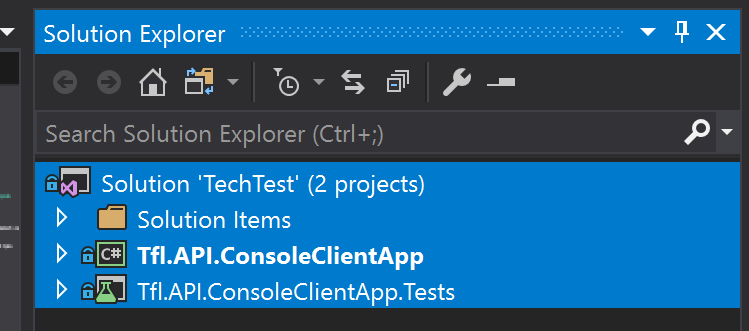 Solution Explorer
Search Solution Explorer (Ctrl+;)
Solution 'TechTest' (2 projects)
Solution Items
C# Tfl.API.ConsoleClientApp
Tfl.API.ConsoleClientApp.Tests